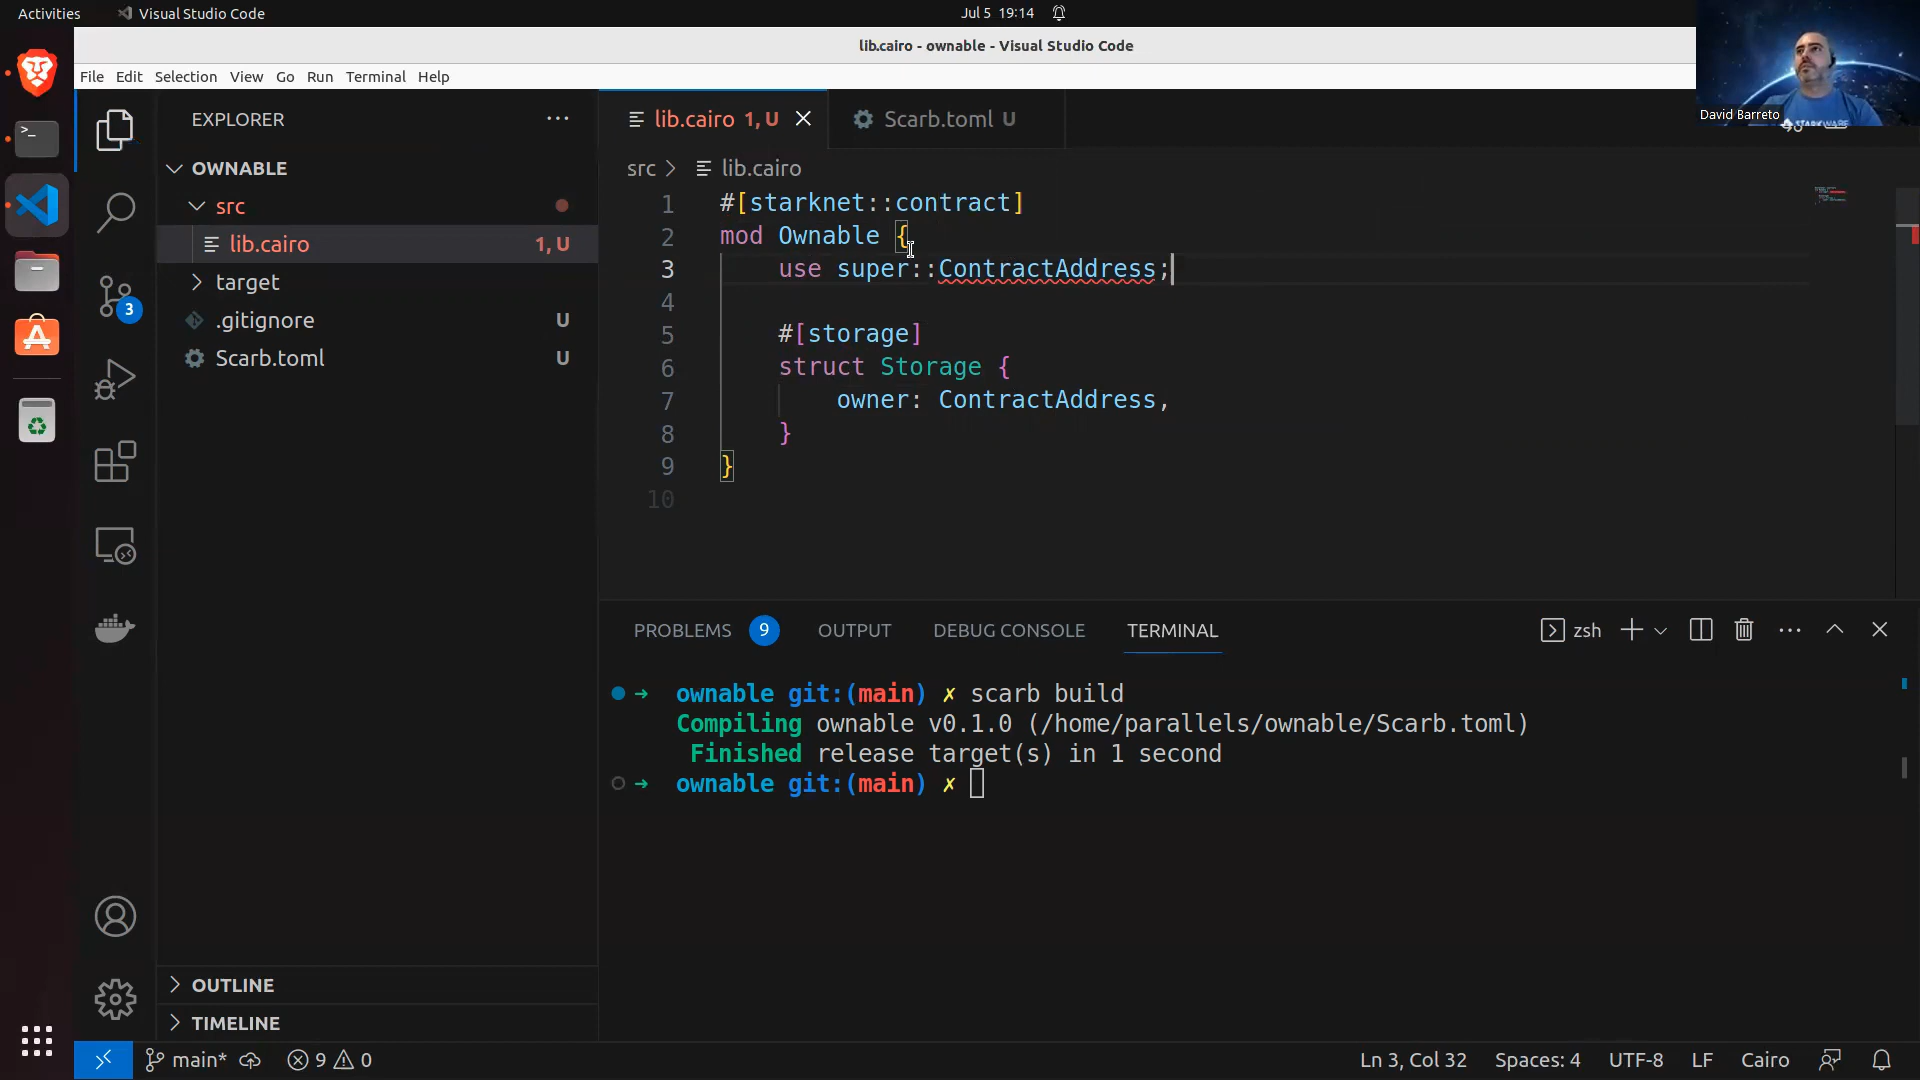 Activities
Visual Studio Code
Jul 5 19:14
lib.cairo - ownable - Visual Studio Code
File Edit Selection View Go Run Terminal Help
David Barreto
EXPLORER
OWNABLE
src
lib.cairo 1, U
target
.gitignore U
Scarb.toml U
OUTLINE
TIMELINE
3
lib.cairo 1, U
Scarb.toml U
src > lib.cairo
1 #[starknet::contract]
2 mod Ownable {
3 use super::ContractAddress;
4
5 #[storage]
6 struct Storage {
7 owner: ContractAddress,
8 }
9 }
10
PROBLEMS 9 OUTPUT DEBUG CONSOLE TERMINAL
zsh
→ ownable git:(main) ✗ scarb build
Compiling ownable v0.1.0 (/home/parallels/ownable/Scarb.toml)
Finished release target(s) in 1 second
→ ownable git:(main) ✗
main* 9 0
Ln 3, Col 32 Spaces: 4 UTF-8 LF Cairo